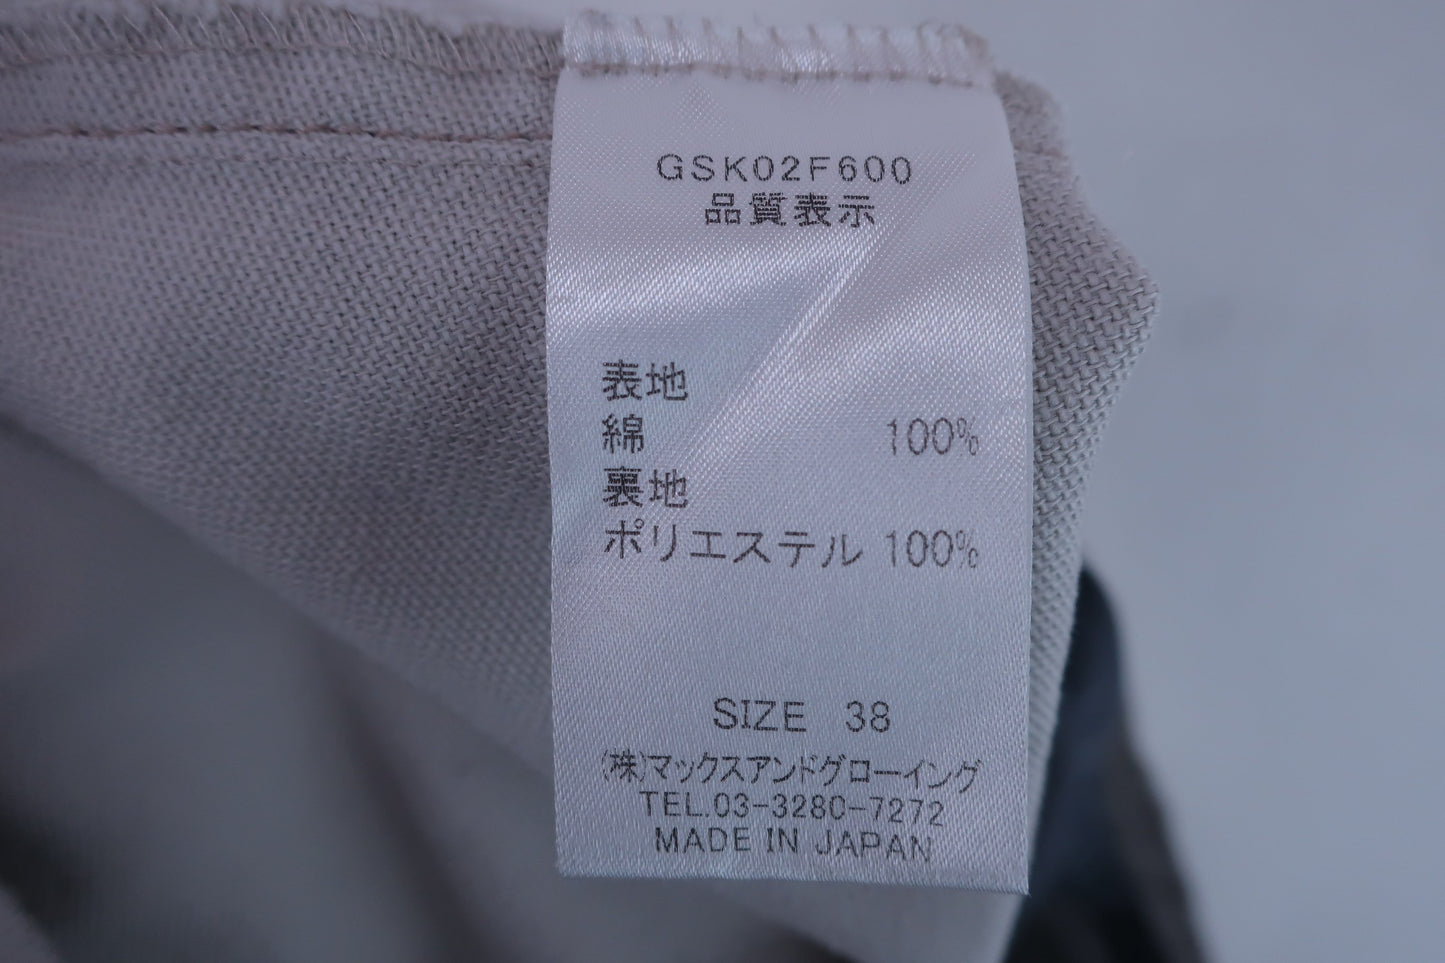 GSK02F600
品質表示
表地
綿 100%
裏地
ポリエステル 100%
SIZE 38
(株)マックスアンドグローイング
TEL.03-3280-7272
MADE IN JAPAN